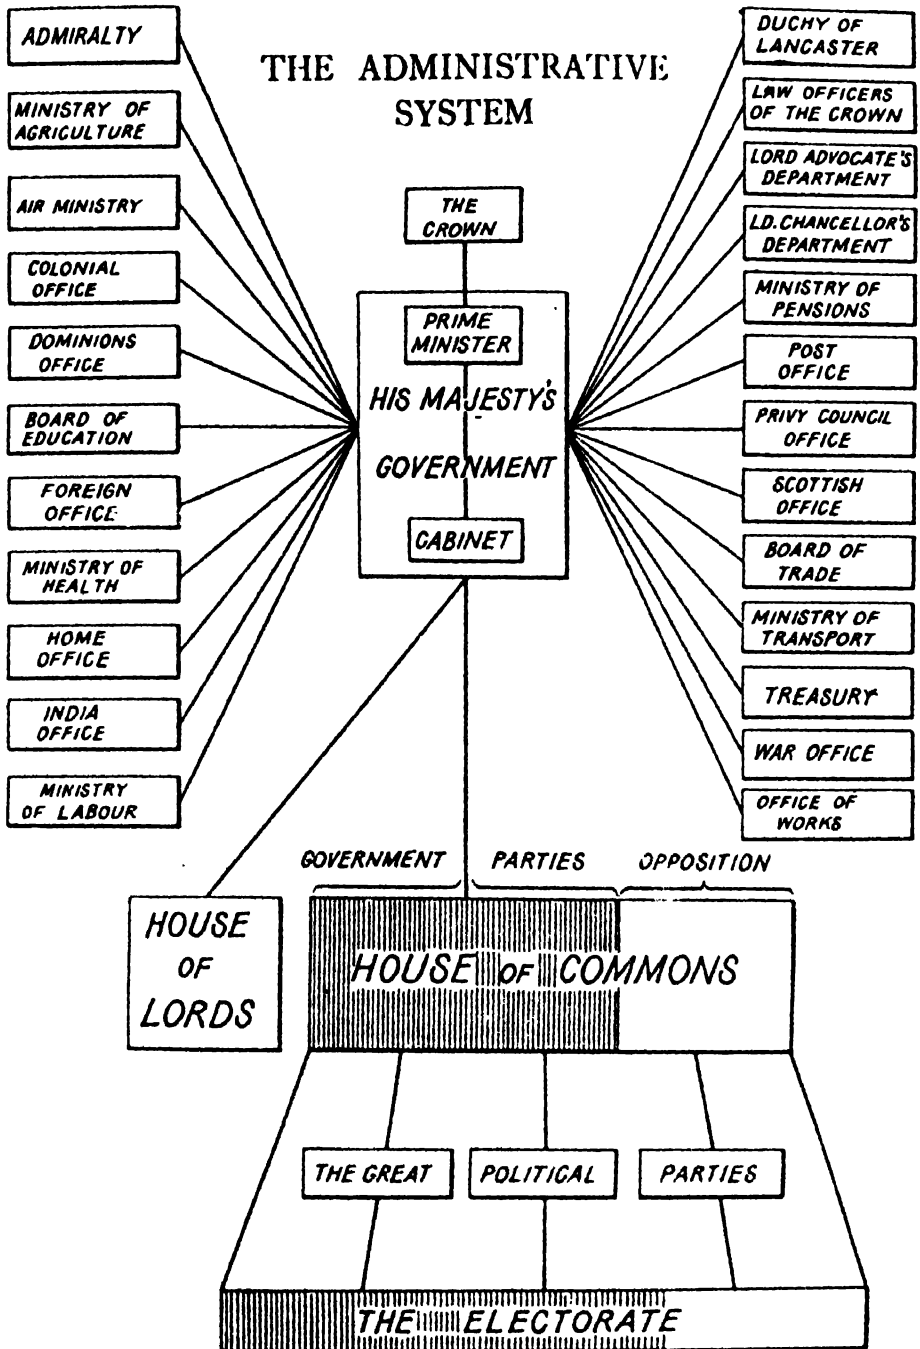 THE ADMINISTRATIVE
SYSTEM
ADMIRALTY
MINISTRY OF
AGRICULTURE
AIR MINISTRY
COLONIAL
OFFICE
DOMINIONS
OFFICE
BOARD OF
EDUCATION
FOREIGN
OFFICE
MINISTRY OF
HEALTH
HOME
OFFICE
INDIA
OFFICE
MINISTRY
OF LABOUR
THE
CROWN
PRIME
MINISTER
HIS MAJESTY'S
GOVERNMENT
CABINET
DUCHY OF
LANCASTER
LAW OFFICERS
OF THE CROWN
LORD ADVOCATE'S
DEPARTMENT
LD. CHANCELLOR'S
DEPARTMENT
MINISTRY OF
PENSIONS
POST
OFFICE
PRIVY COUNCIL
OFFICE
SCOTTISH
OFFICE
BOARD OF
TRADE
MINISTRY OF
TRANSPORT
TREASURY
WAR OFFICE
OFFICE OF
WORKS
GOVERNMENT PARTIES OPPOSITION
HOUSE
OF
LORDS
HOUSE OF COMMONS
THE GREAT POLITICAL PARTIES
THE ELECTORATE